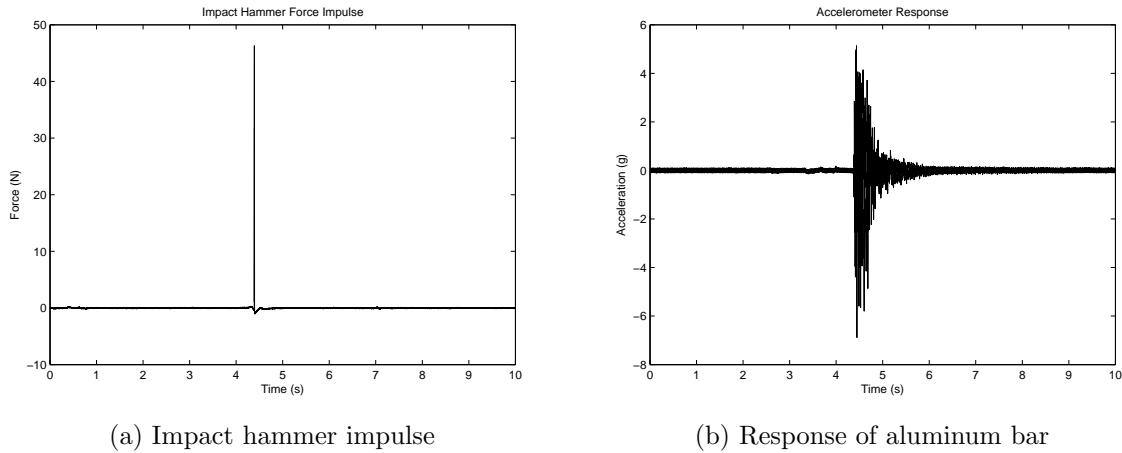 Impact Hammer Force Impulse
50
40
30
20
10
0
−10
Force (N)
0 1 2 3 4 5 6 7 8 9 10
Time (s)
(a) Impact hammer impulse
Accelerometer Response
6
4
2
0
−2
−4
−6
−8
Acceleration (g)
0 1 2 3 4 5 6 7 8 9 10
Time (s)
(b) Response of aluminum bar